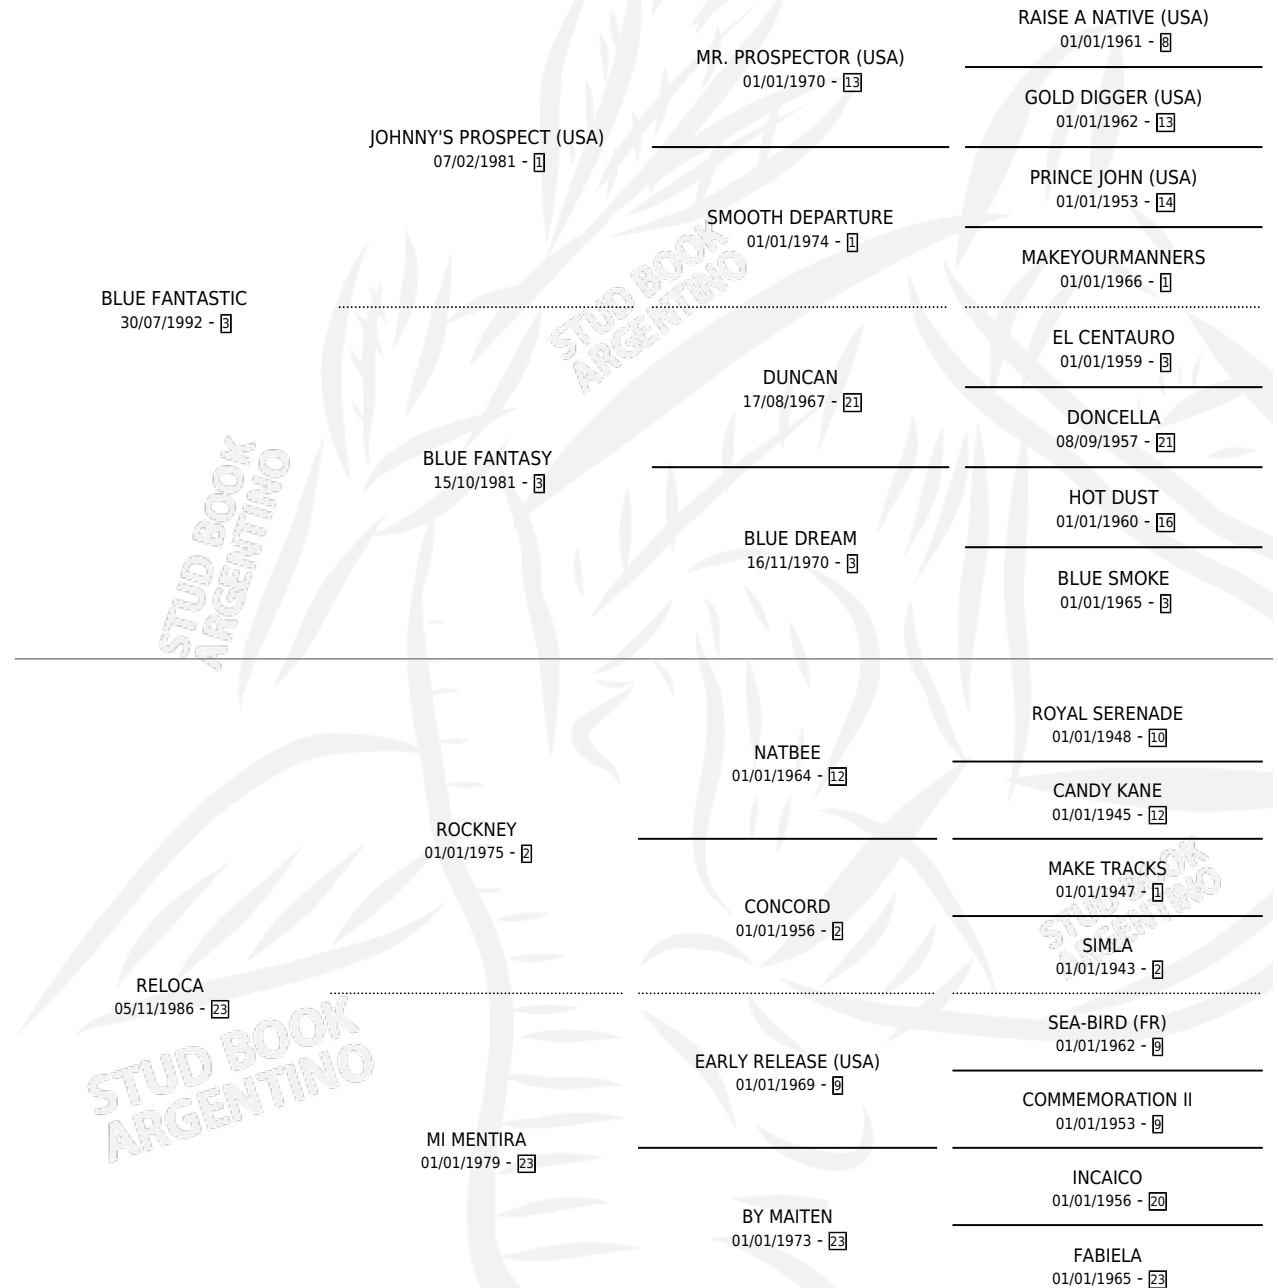 RAISE A NATIVE (USA)
01/01/1961 - 8
MR. PROSPECTOR (USA)
01/01/1970 - 13
GOLD DIGGER (USA)
01/01/1962 - 13
JOHNNY'S PROSPECT (USA)
07/02/1981 - 1
PRINCE JOHN (USA)
01/01/1953 - 14
SMOOTH DEPARTURE
01/01/1974 - 1
MAKEYOURMANNERS
01/01/1966 - 1
BLUE FANTASTIC
30/07/1992 - 3
EL CENTAURO
01/01/1959 - 3
DUNCAN
17/08/1967 - 21
DONCELLA
08/09/1957 - 21
BLUE FANTASY
15/10/1981 - 3
HOT DUST
01/01/1960 - 16
BLUE DREAM
16/11/1970 - 3
BLUE SMOKE
01/01/1965 - 3
STUD BOOK
ARGENTINO
STUD BOOK
ARGENTINO
ROYAL SERENADE
01/01/1948 - 10
NATBEE
01/01/1964 - 12
CANDY KANE
01/01/1945 - 12
ROCKNEY
01/01/1975 - 2
MAKE TRACKS
01/01/1947 - 1
CONCORD
01/01/1956 - 2
SIMLA
01/01/1943 - 2
RELOCA
05/11/1986 - 23
SEA-BIRD (FR)
01/01/1962 - 9
EARLY RELEASE (USA)
01/01/1969 - 9
COMMEMORATION II
01/01/1953 - 9
MI MENTIRA
01/01/1979 - 23
INCAICO
01/01/1956 - 20
BY MAITEN
01/01/1973 - 23
FABIELA
01/01/1965 - 23
STUD BOOK
ARGENTINO
STUD BOOK
ARGENTINO